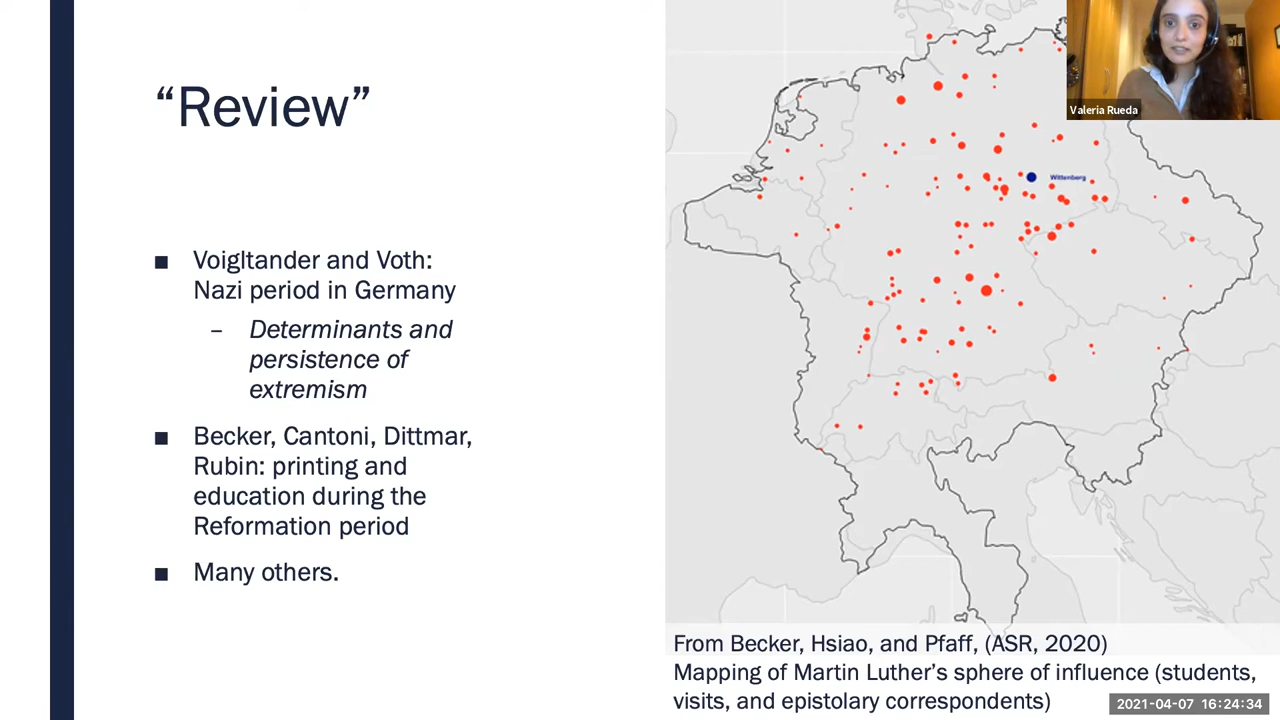 “Review”
■ Voigltander and Voth:
Nazi period in Germany
– Determinants and
persistence of
extremism
■ Becker, Cantoni, Dittmar,
Rubin: printing and
education during the
Reformation period
■ Many others.
Valeria Rueda
Wittenberg
From Becker, Hsiao, and Pfaff, (ASR, 2020)
Mapping of Martin Luther’s sphere of influence (students,
visits, and epistolary correspondents)
2021-04-07 16:24:34